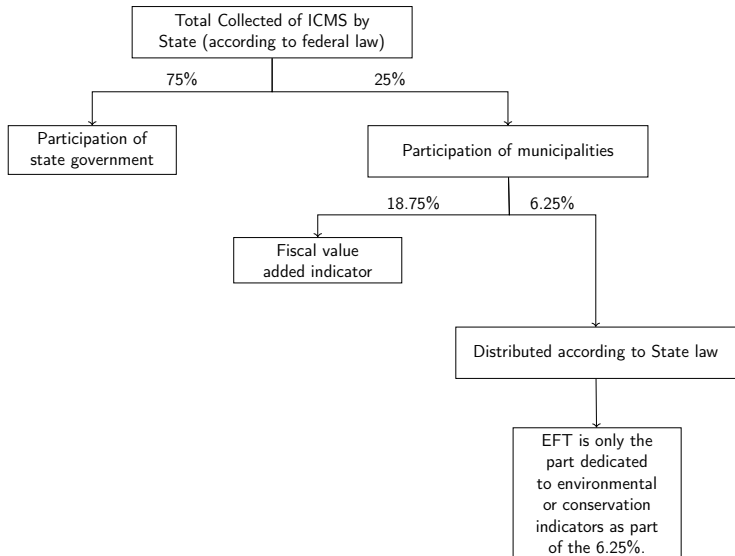 Total Collected of ICMS by
State (according to federal law)
75%
25%
Participation of
state government
Participation of municipalities
18.75%
6.25%
Fiscal value
added indicator
Distributed according to State law
EFT is only the
part dedicated
to environmental
or conservation
indicators as part
of the 6.25%.